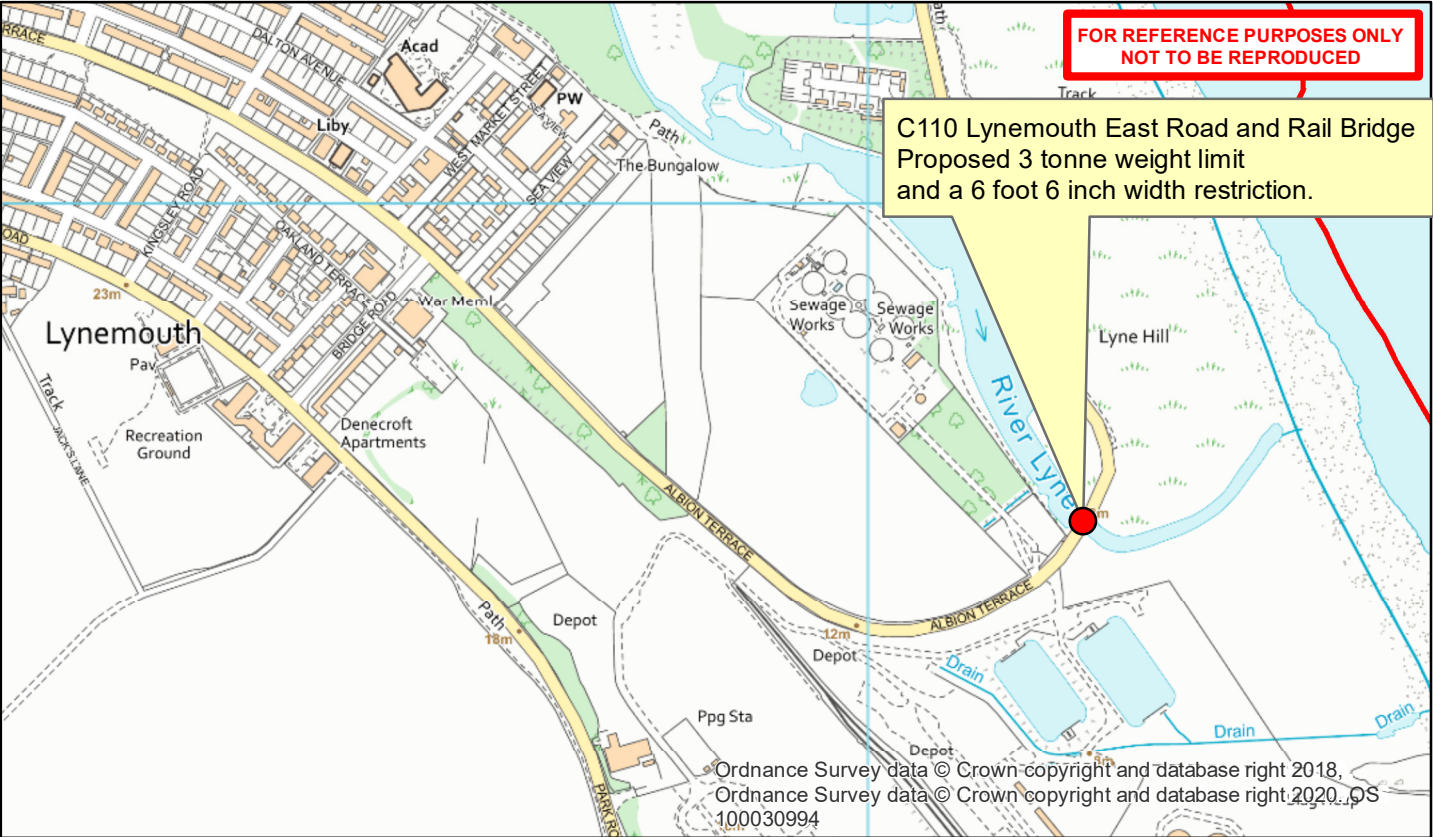 RRACE
DALTON AVENUE
Acad
ath
FOR REFERENCE PURPOSES ONLY
NOT TO BE REPRODUCED
Track
C110 Lynemouth East Road and Rail Bridge
Proposed 3 tonne weight limit
and a 6 foot 6 inch width restriction.
PW
Liby
WEST MARKET STREET
SEA VIEW
SEA VIEW
Path
The Bungalow
KINGSLEY ROAD
OAKLAND TERRACE
OAD
23m
War Meml
BRIDGE ROAD
Lynemouth
Pav
Track
JACK'S LANE
Recreation
Ground
Denecroft
Apartments
Sewage
Works
Sewage
Works
Lyne Hill
River Lyne
m
ALBION TERRACE
ALBION TERRACE
12m
Depot
Path
18m
Depot
Drain
Ppg Sta
Depot
Drain
Drain
PARK RO
Ordnance Survey data © Crown copyright and database right 2018,
Ordnance Survey data © Crown copyright and database right 2020. OS
100030994